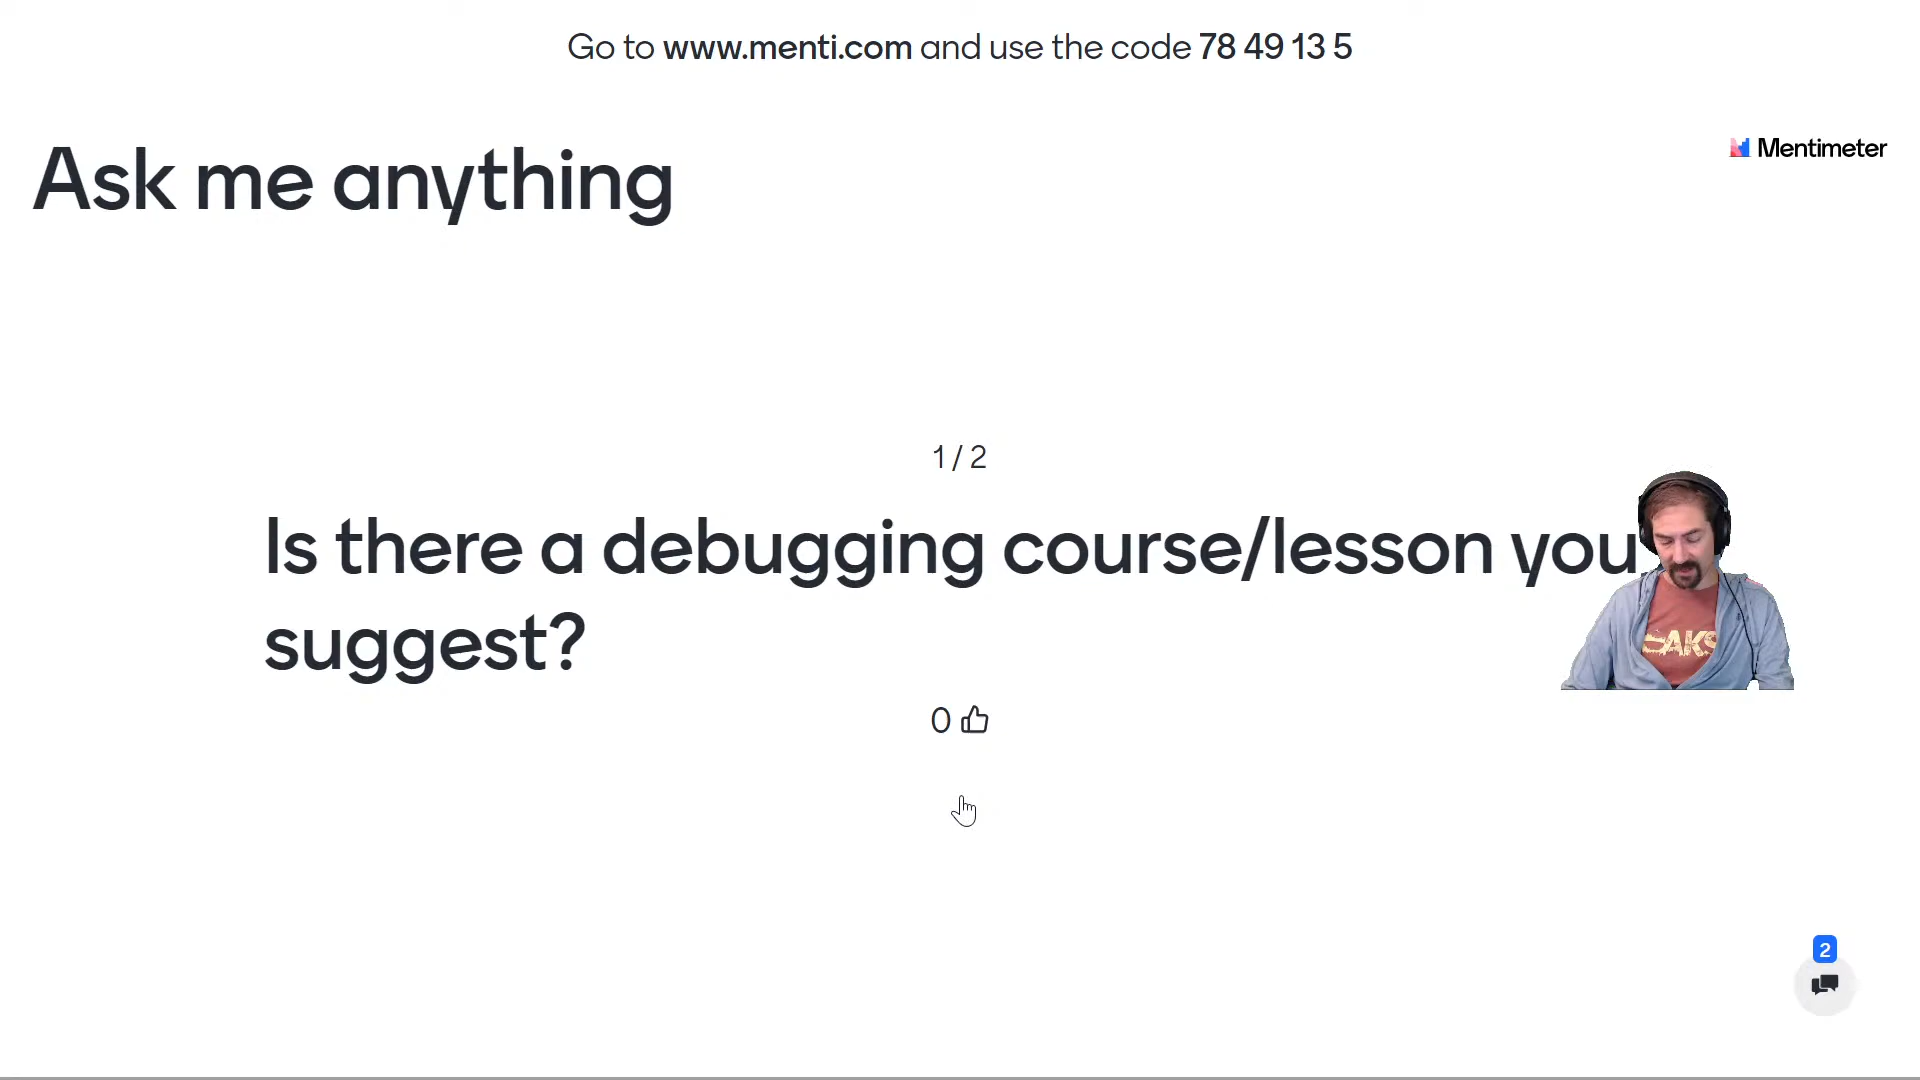 Go to www.menti.com and use the code 78 49 13 5
Ask me anything
Mentimeter
1 / 2
Is there a debugging course/lesson you
suggest?
0
AKS
2